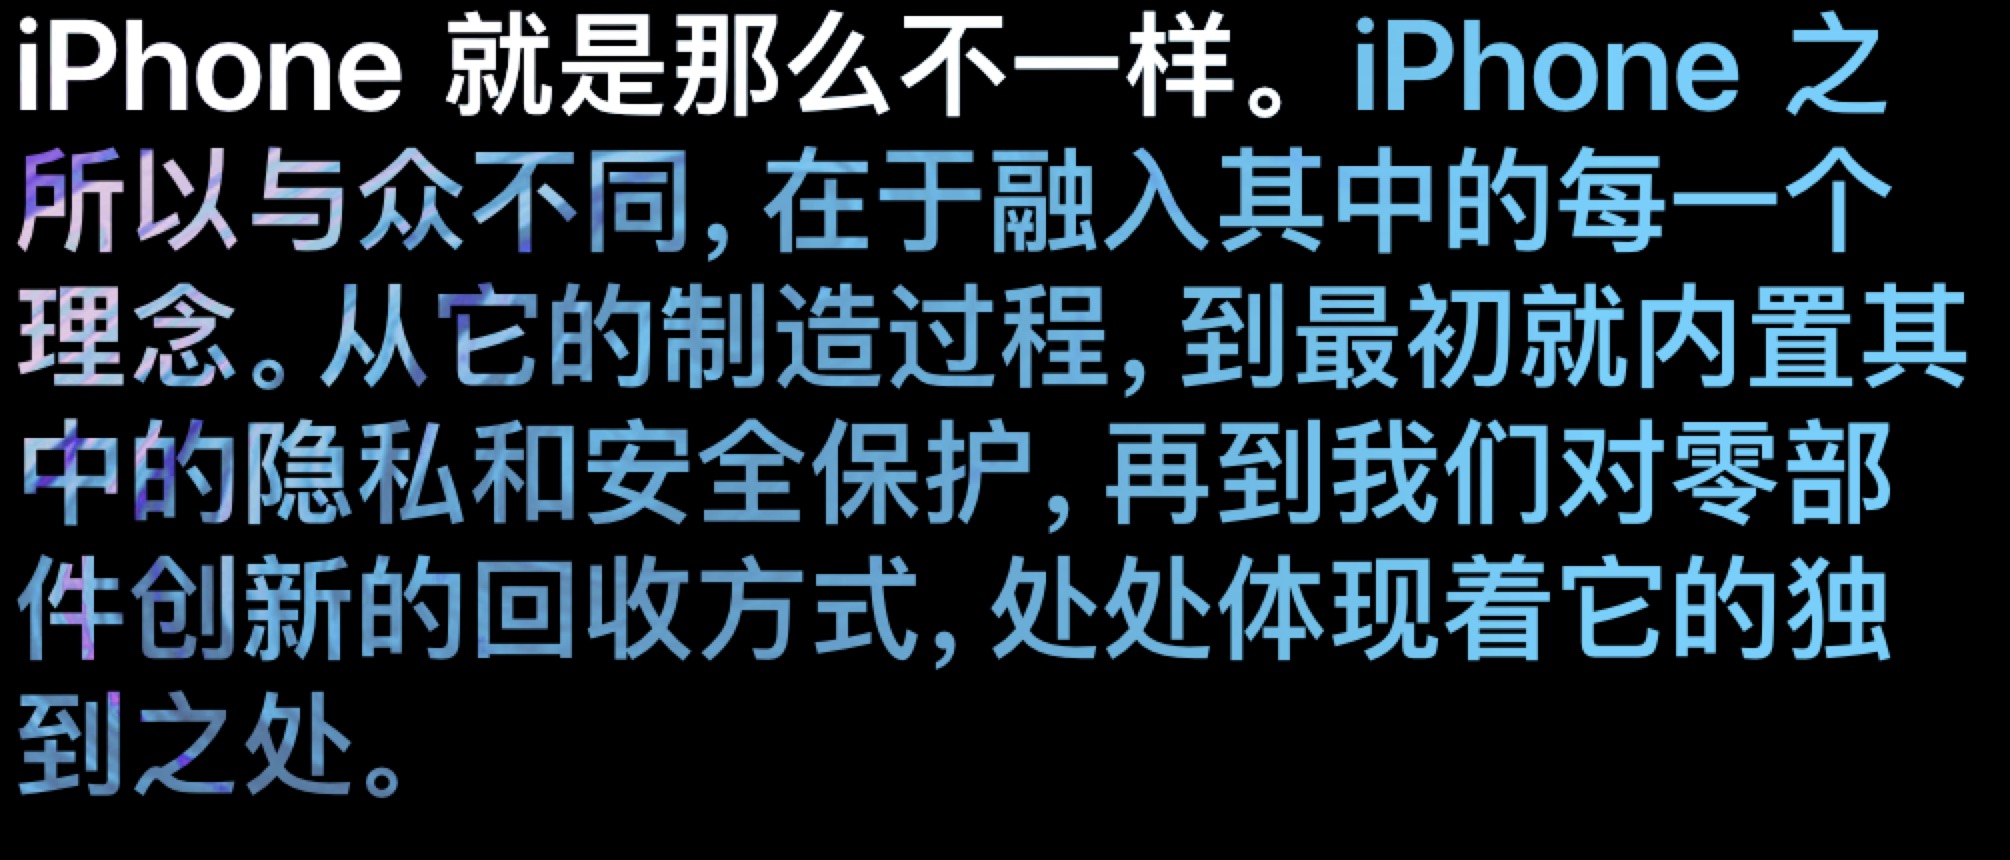 iPhone 就是那么不一样。iPhone 之
所以与众不同，在于融入其中的每一个
理念。从它的制造过程，到最初就内置其
中的隐私和安全保护，再到我们对零部
件创新的回收方式，处处体现着它的独
到之处。